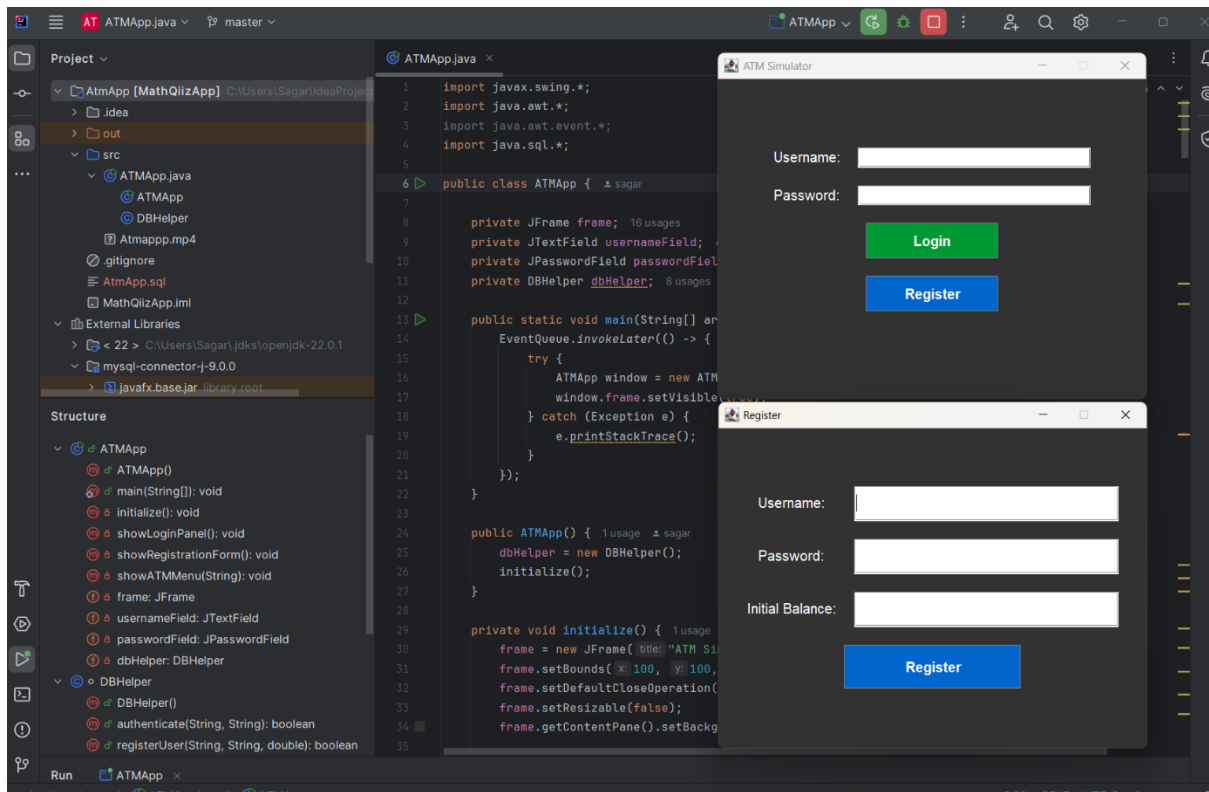 AT ATMApp.java master ATMApp
Project
AtmApp [MathQiizApp] C:\Users\Sagar\IdeaProject
.idea
out
src
ATMApp.java
ATMApp
DBHelper
Atmappp.mp4
.gitignore
AtmApp.sql
MathQiizApp.iml
External Libraries
< 22 > C:\Users\Sagar\.jdks\openjdk-22.0.1
mysql-connector-j-9.0.0
javafx.base.jar library root
Structure
ATMApp
ATMApp()
main(String[]): void
initialize(): void
showLoginPanel(): void
showRegistrationForm(): void
showATMMenu(String): void
frame: JFrame
usernameField: JTextField
passwordField: JPasswordField
dbHelper: DBHelper
DBHelper
DBHelper()
authenticate(String, String): boolean
registerUser(String, String, double): boolean
Run ATMApp
ATMApp.java
1 import javax.swing.*;
2 import java.awt.*;
3 import java.awt.event.*;
4 import java.sql.*;
5
6 public class ATMApp { sagar
7
8 private JFrame frame; 16 usages
9 private JTextField usernameField;
10 private JPasswordField passwordFiel
11 private DBHelper dbHelper; 8 usages
12
13 public static void main(String[] ar
14 EventQueue.invokeLater(() -> {
15 try {
16 ATMApp window = new ATM
17 window.frame.setVisible(true);
18 } catch (Exception e) {
19 e.printStackTrace();
20 }
21 });
22 }
23
24 public ATMApp() { 1 usage sagar
25 dbHelper = new DBHelper();
26 initialize();
27 }
28
29 private void initialize() { 1 usage
30 frame = new JFrame( title: "ATM Si
31 frame.setBounds( x: 100, y: 100,
32 frame.setDefaultCloseOperation(
33 frame.setResizable(false);
34 frame.getContentPane().setBackg
35
ATM Simulator
Username:
Password:
Login
Register
Register
Username:
Password:
Initial Balance:
Register